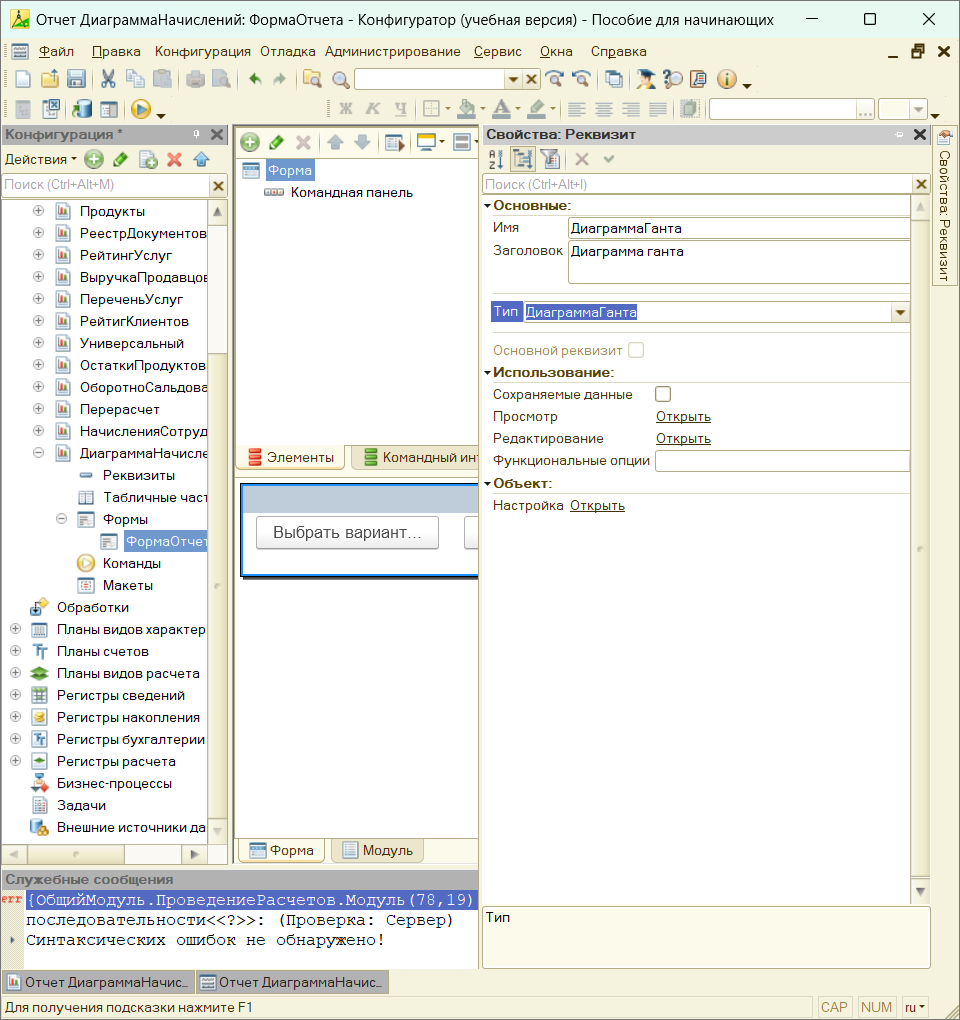 Отчет ДиаграммаНачислений: ФормаОтчета - Конфигуратор (учебная версия) - Пособие для начинающих
Файл Правка Конфигурация Отладка Администрирование Сервис Окна Справка
Ж К Ч
Конфигурация *
Действия
Поиск (Ctrl+Alt+M)
Продукты
РеестрДокументов
РейтингУслуг
ВыручкаПродавцов
ПереченьУслуг
РейтигКлиентов
Универсальный
ОстаткиПродуктов
ОборотноСальдова
Перерасчет
НачисленияСотруд
ДиаграммаНачисле
Реквизиты
Табличные част
Формы
ФормаОтчет
Команды
Макеты
Обработки
Планы видов характер
Планы счетов
Планы видов расчета
Регистры сведений
Регистры накопления
Регистры бухгалтерии
Регистры расчета
Бизнес-процессы
Задачи
Внешние источники да
Форма
Командная панель
Элементы
Командный инт
Выбрать вариант...
Форма
Модуль
Свойства: Реквизит
Поиск (Ctrl+Alt+I)
Основные:
Имя ДиаграммаГанта
Заголовок Диаграмма ганта
Тип ДиаграммаГанта
Основной реквизит
Использование:
Сохраняемые данные
Просмотр Открыть
Редактирование Открыть
Функциональные опции
Объект:
Настройка Открыть
Тип
Свойства: Реквизит
Служебные сообщения
err {ОбщийМодуль.ПроведениеРасчетов.Модуль(78,19)
последовательности<<?>>: (Проверка: Сервер)
Синтаксических ошибок не обнаружено!
Отчет ДиаграммаНачис...
Отчет ДиаграммаНачис...
Для получения подсказки нажмите F1
CAP NUM ru